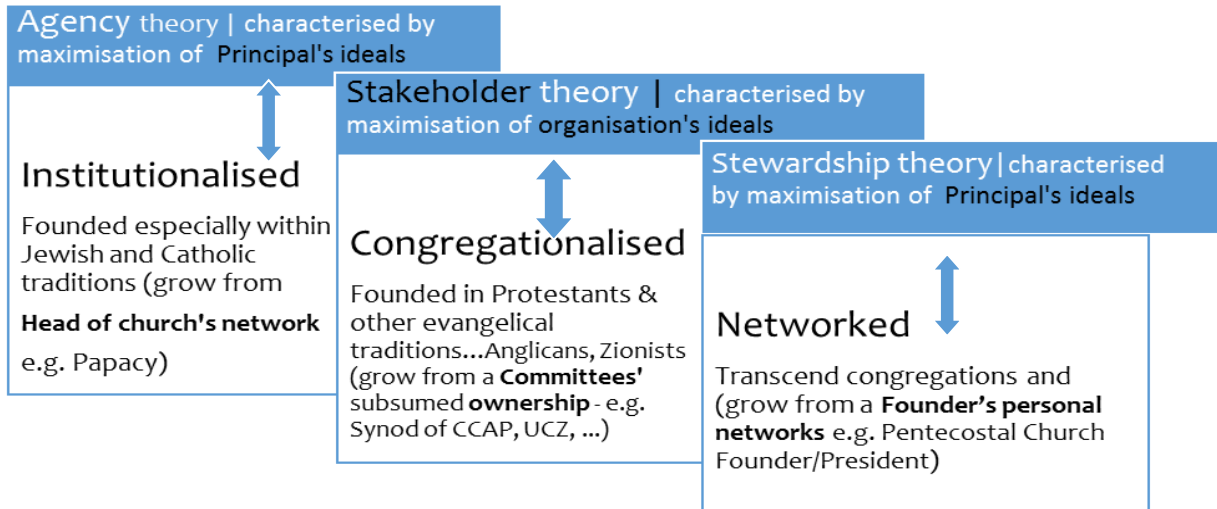 Agency theory | characterised by
maximisation of Principal's ideals
Institutionalised
Founded especially within
Jewish and Catholic
traditions (grow from
Head of church's network
e.g. Papacy)
Stakeholder theory | characterised by
maximisation of organisation's ideals
Congregationalised
Founded in Protestants &
other evangelical
traditions...Anglicans, Zionists
(grow from a Committees'
subsumed ownership - e.g.
Synod of CCAP, UCZ, ...)
Stewardship theory|characterised
by maximisation of Principal's ideals
Networked
Transcend congregations and
(grow from a Founder’s personal
networks e.g. Pentecostal Church
Founder/President)